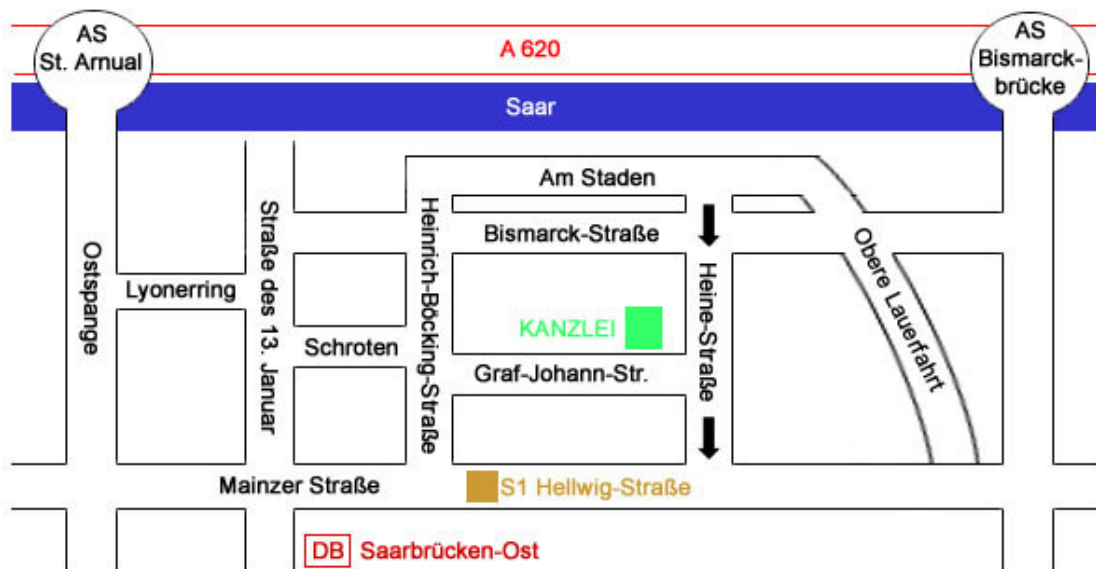 AS
St. Arnual
A 620
AS
Bismarck-
brücke
Saar
Am Staden
Bismarck-Straße
Ostspange
Lyonerring
Straße des 13. Januar
Schroten
Heinrich-Böcking-Straße
KANZLEI
Graf-Johann-Str.
Heine-Straße
Obere Lauerfahrt
Mainzer Straße
S1 Hellwig-Straße
DB Saarbrücken-Ost